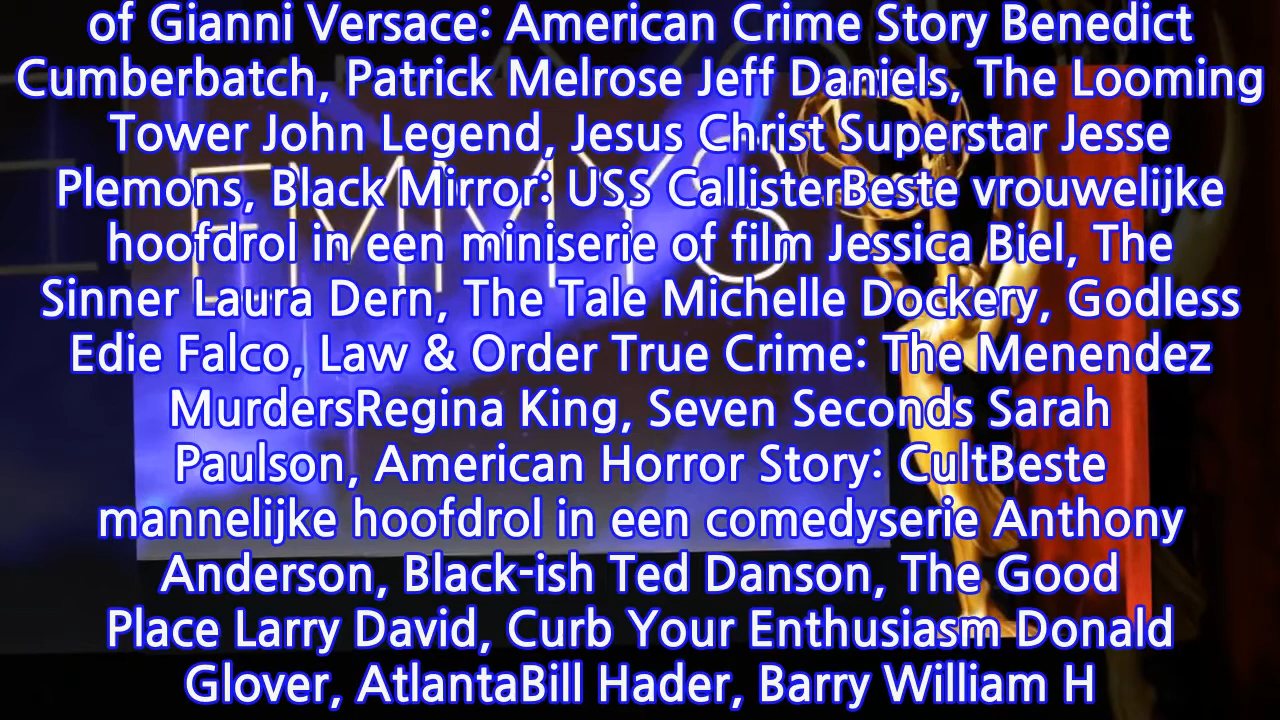 of Gianni Versace: American Crime Story Benedict
Cumberbatch, Patrick Melrose Jeff Daniels, The Looming
Tower John Legend, Jesus Christ Superstar Jesse
Plemons, Black Mirror: USS CallisterBeste vrouwelijke
hoofdrol in een miniserie of film Jessica Biel, The
Sinner Laura Dern, The Tale Michelle Dockery, Godless
Edie Falco, Law & Order True Crime: The Menendez
MurdersRegina King, Seven Seconds Sarah
Paulson, American Horror Story: CultBeste
mannelijke hoofdrol in een comedyserie Anthony
Anderson, Black-ish Ted Danson, The Good
Place Larry David, Curb Your Enthusiasm Donald
Glover, AtlantaBill Hader, Barry William H
EMMYS